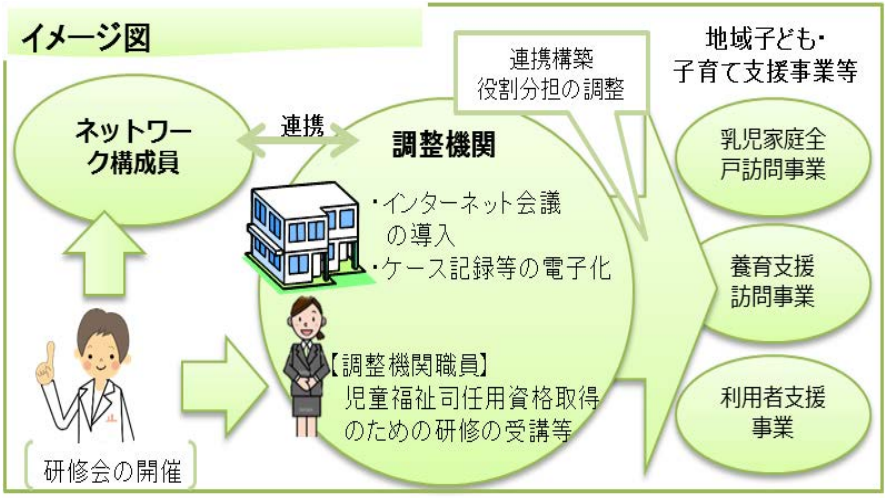 イメージ図
ネットワー
ク構成員
連携
調整機関
・インターネット会議
の導入
・ケース記録等の電子化
【調整機関職員】
児童福祉司任用資格取得
のための研修の受講等
研修会の開催
連携構築
役割分担の調整
地域子ども・
子育て支援事業等
乳児家庭全
戸訪問事業
養育支援
訪問事業
利用者支援
事業